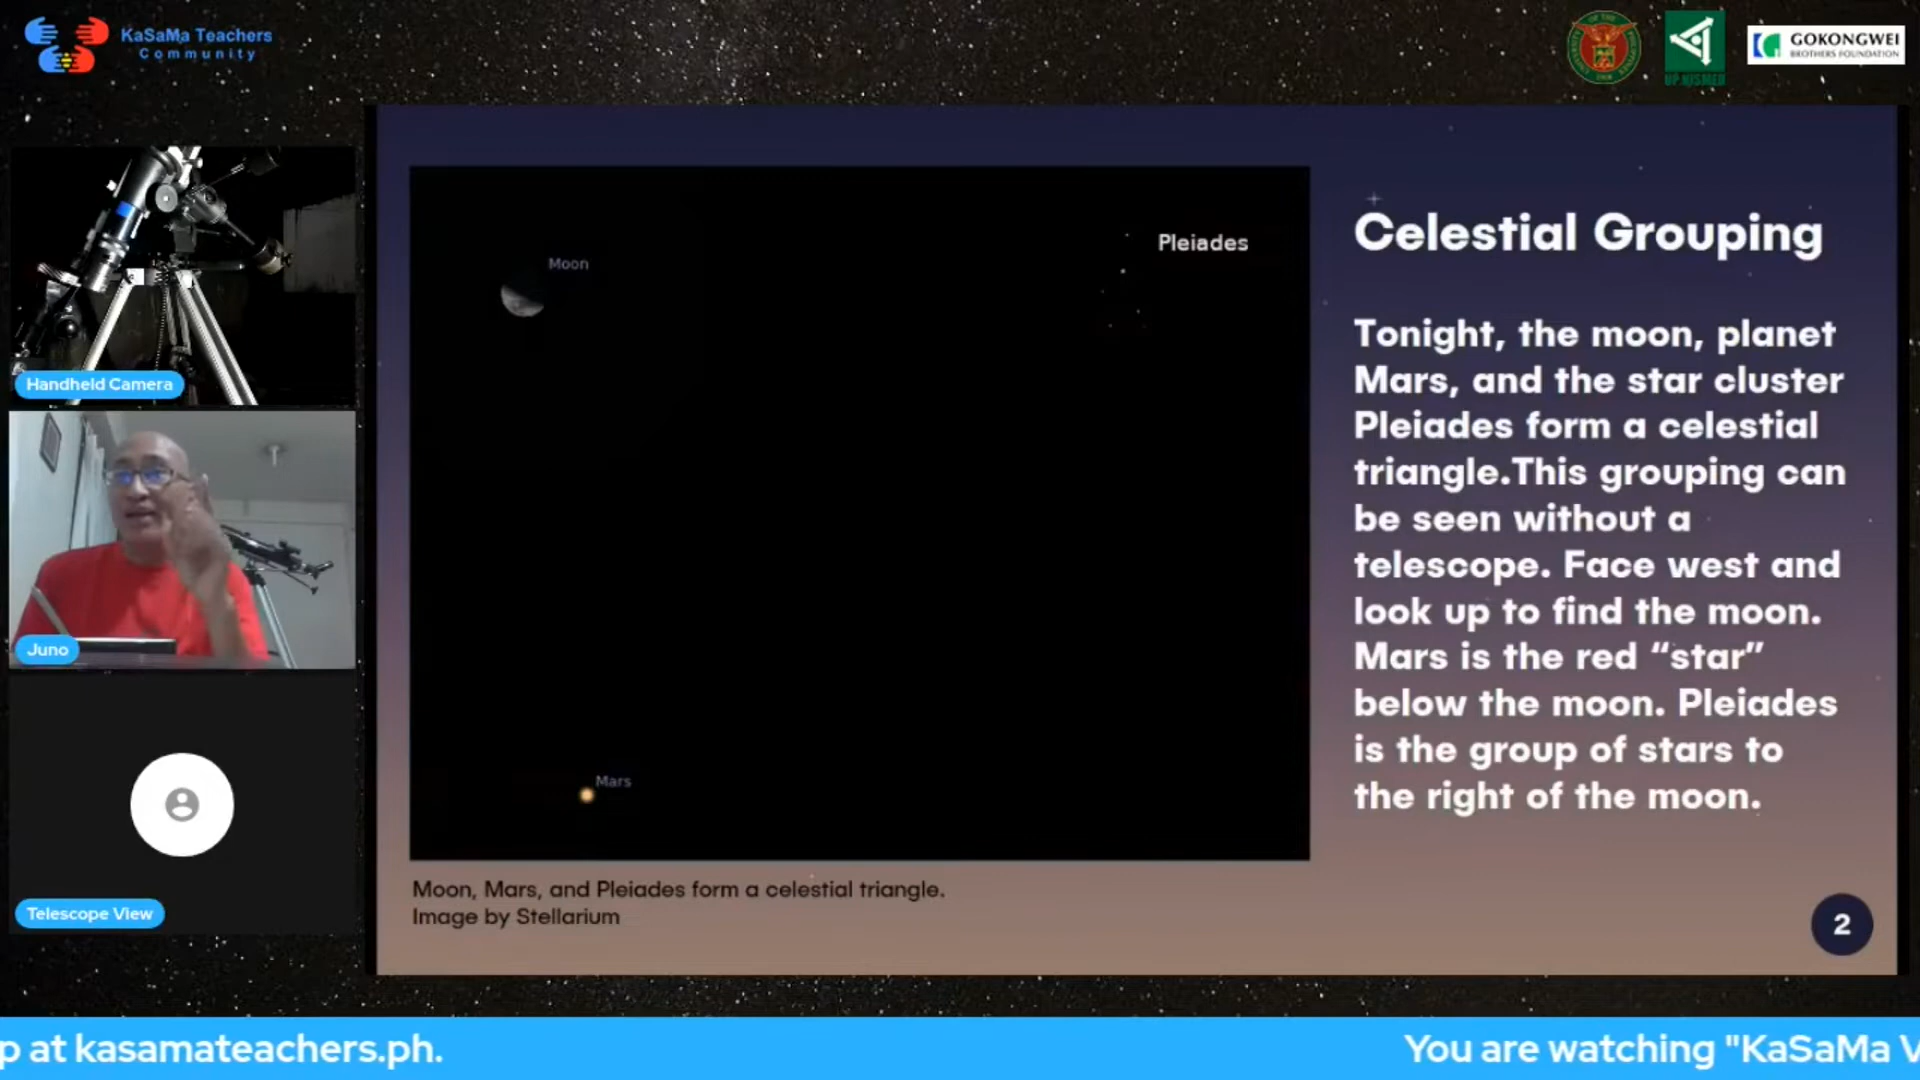 KaSaMa Teachers
Community
UP NISMED
GOKONGWEI
BROTHERS FOUNDATION
Handheld Camera
Juno
Telescope View
Moon
Pleiades
Mars
Moon, Mars, and Pleiades form a celestial triangle.
Image by Stellarium
Celestial Grouping
Tonight, the moon, planet
Mars, and the star cluster
Pleiades form a celestial
triangle.This grouping can
be seen without a
telescope. Face west and
look up to find the moon.
Mars is the red “star”
below the moon. Pleiades
is the group of stars to
the right of the moon.
2
p at kasamateachers.ph.
You are watching "KaSaMa V